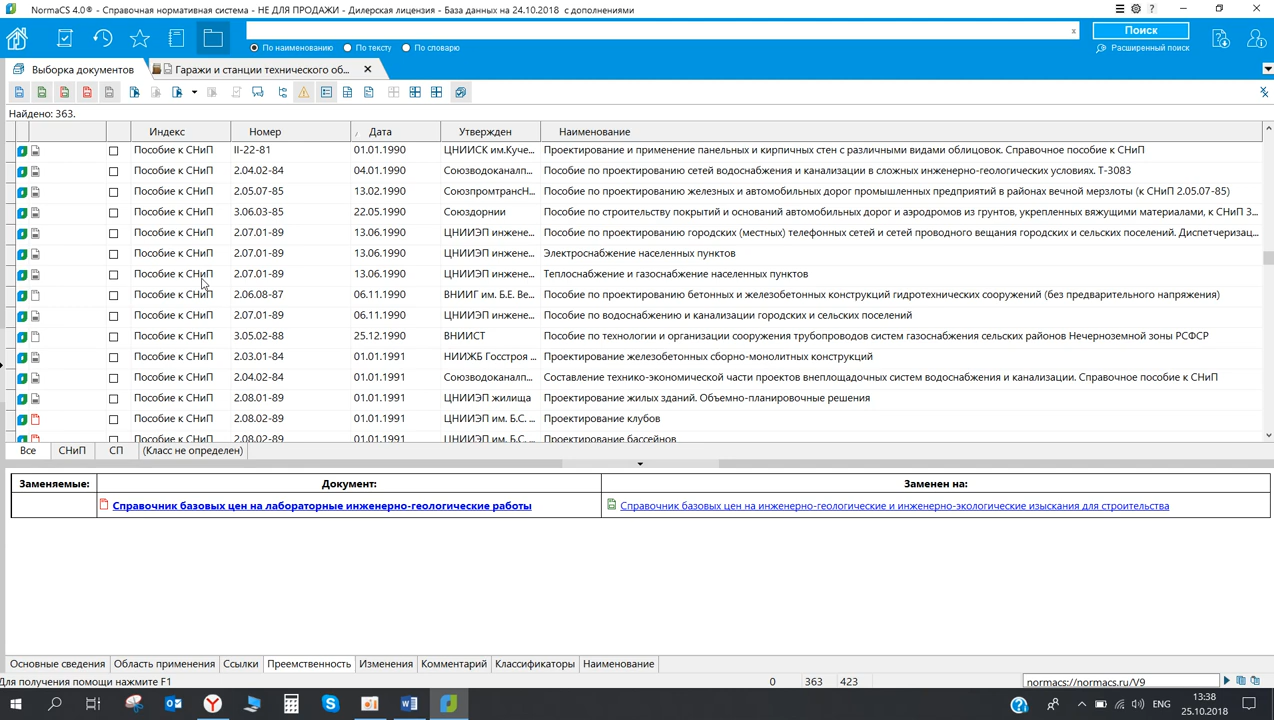 NormaCS 4.0® - Справочная нормативная система - НЕ ДЛЯ ПРОДАЖИ - Дилерская лицензия - База данных на 24.10.2018 с дополнениями
x
Поиск
По наименованию По тексту По словарю
Расширенный поиск
Выборка документов Гаражи и станции технического об...
Найдено: 363.
Индекс Номер Дата Утвержден Наименование
Пособие к СНиП II-22-81 01.01.1990 ЦНИИСК им.Куче... Проектирование и применение панельных и кирпичных стен с различными видами облицовок. Справочное пособие к СНиП
Пособие к СНиП 2.04.02-84 04.01.1990 Союзводоканалп... Пособие по проектированию сетей водоснабжения и канализации в сложных инженерно-геологических условиях. Т-3083
Пособие к СНиП 2.05.07-85 13.02.1990 СоюзпромтрансН... Пособие по проектированию железных и автомобильных дорог промышленных предприятий в районах вечной мерзлоты (к СНиП 2.05.07-85)
Пособие к СНиП 3.06.03-85 22.05.1990 Союздорнии Пособие по строительству покрытий и оснований автомобильных дорог и аэродромов из грунтов, укрепленных вяжущими материалами, к СНиП 3...
Пособие к СНиП 2.07.01-89 13.06.1990 ЦНИИЭП инжене... Пособие по проектированию городских (местных) телефонных сетей и сетей проводного вещания городских и сельских поселений. Диспетчеризац...
Пособие к СНиП 2.07.01-89 13.06.1990 ЦНИИЭП инжене... Электроснабжение населенных пунктов
Пособие к СНиП 2.07.01-89 13.06.1990 ЦНИИЭП инжене... Теплоснабжение и газоснабжение населенных пунктов
Пособие к СНиП 2.06.08-87 06.11.1990 ВНИИГ им. Б.Е. Ве... Пособие по проектированию бетонных и железобетонных конструкций гидротехнических сооружений (без предварительного напряжения)
Пособие к СНиП 2.07.01-89 06.11.1990 ЦНИИЭП инжене... Пособие по водоснабжению и канализации городских и сельских поселений
Пособие к СНиП 3.05.02-88 25.12.1990 ВНИИСТ Пособие по технологии и организации сооружения трубопроводов систем газоснабжения сельских районов Нечерноземной зоны РСФСР
Пособие к СНиП 2.03.01-84 01.01.1991 НИИЖБ Госстроя ... Проектирование железобетонных сборно-монолитных конструкций
Пособие к СНиП 2.04.02-84 01.01.1991 Союзводоканалп... Составление технико-экономической части проектов внеплощадочных систем водоснабжения и канализации. Справочное пособие к СНиП
Пособие к СНиП 2.08.01-89 01.01.1991 ЦНИИЭП жилища Проектирование жилых зданий. Объемно-планировочные решения
Пособие к СНиП 2.08.02-89 01.01.1991 ЦНИИЭП им. Б.С. ... Проектирование клубов
Пособие к СНиП 2.08.02-89 01.01.1991 ЦНИИЭП им. Б.С. ... Проектирование бассейнов
Все СНиП СП (Класс не определен)
Заменяемые: Документ: Заменен на:
Справочник базовых цен на лабораторные инженерно-геологические работы Справочник базовых цен на инженерно-геологические и инженерно-экологические изыскания для строительства
Основные сведения Область применения Ссылки Преемственность Изменения Комментарий Классификаторы Наименование
Для получения помощи нажмите F1 0 363 423 normacs://normacs.ru/V9
ENG 13:38
25.10.2018